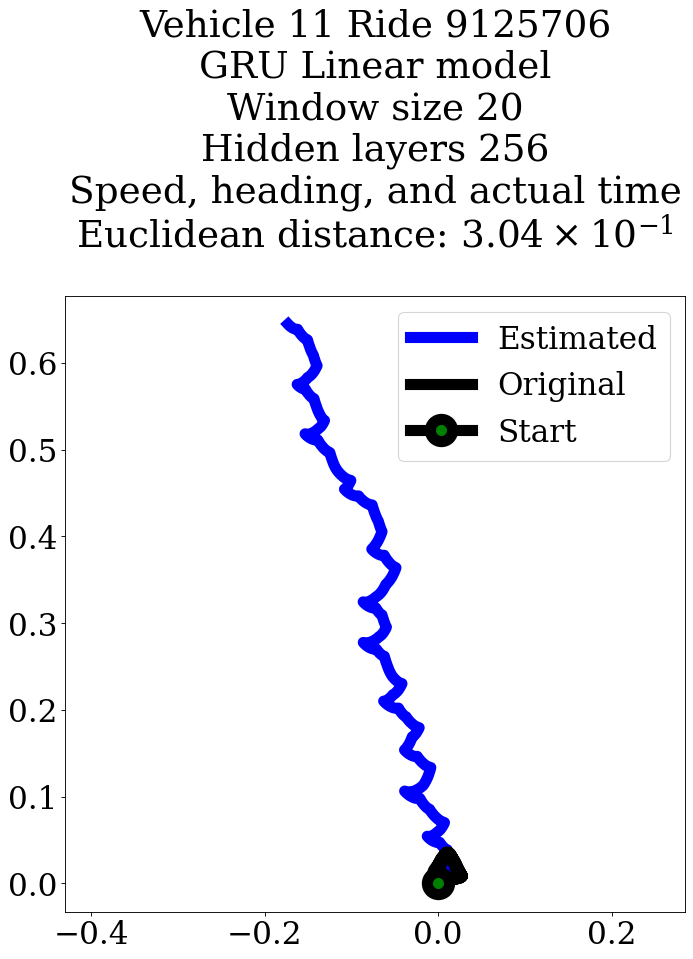 Vehicle 11 Ride 9125706
GRU Linear model
Window size 20
Hidden layers 256
Speed, heading, and actual time
Euclidean distance: 3.04 × 10⁻¹
Estimated
Original
Start
0.6
0.5
0.4
0.3
0.2
0.1
0.0
−0.4 −0.2 0.0 0.2